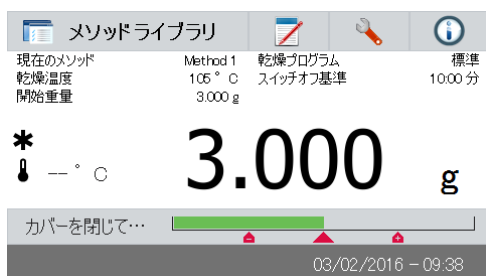 メソッド ライブラリ
現在のメソッド Method 1 乾燥プログラム 標準
乾燥温度 105 ° C スイッチオフ基準 10:00 分
開始重量 3.000 g
* 3.000 g
-- ° C
カバーを閉じて…
03/02/2016 – 09:38